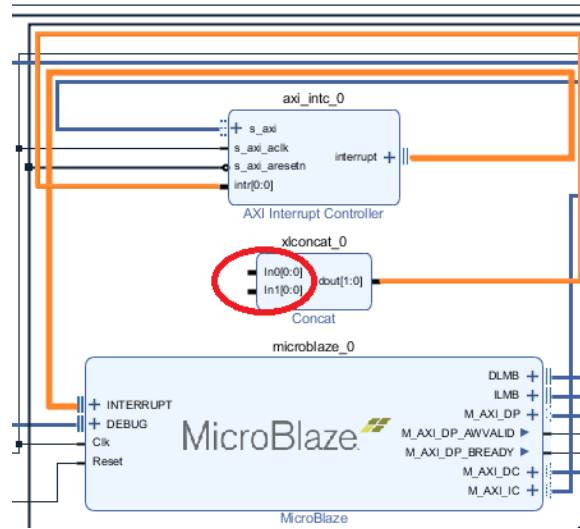 axi_intc_0
s_axi
s_axi_aclk
s_axi_aresetn
intr[0:0]
interrupt
AXI Interrupt Controller
xlconcat_0
In0[0:0]
In1[0:0]
dout[1:0]
Concat
microblaze_0
INTERRUPT
DEBUG
Clk
Reset
MicroBlaze
DLMB
ILMB
M_AXI_DP
M_AXI_DP_AWVALID
M_AXI_DP_BREADY
M_AXI_DC
M_AXI_IC
MicroBlaze